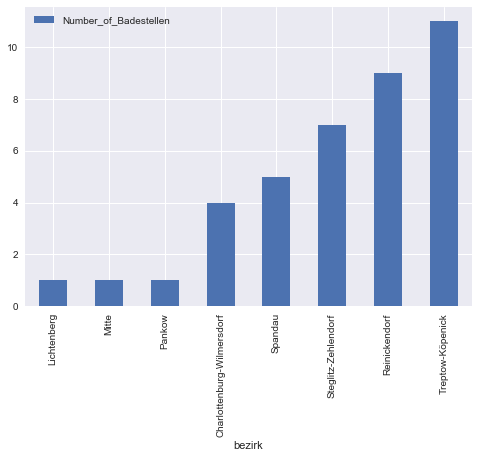 Number_of_Badestellen
10
8
6
4
2
0
Lichtenberg
Mitte
Pankow
Charlottenburg-Wilmersdorf
Spandau
Steglitz-Zehlendorf
Reinickendorf
Treptow-Köpenick
bezirk